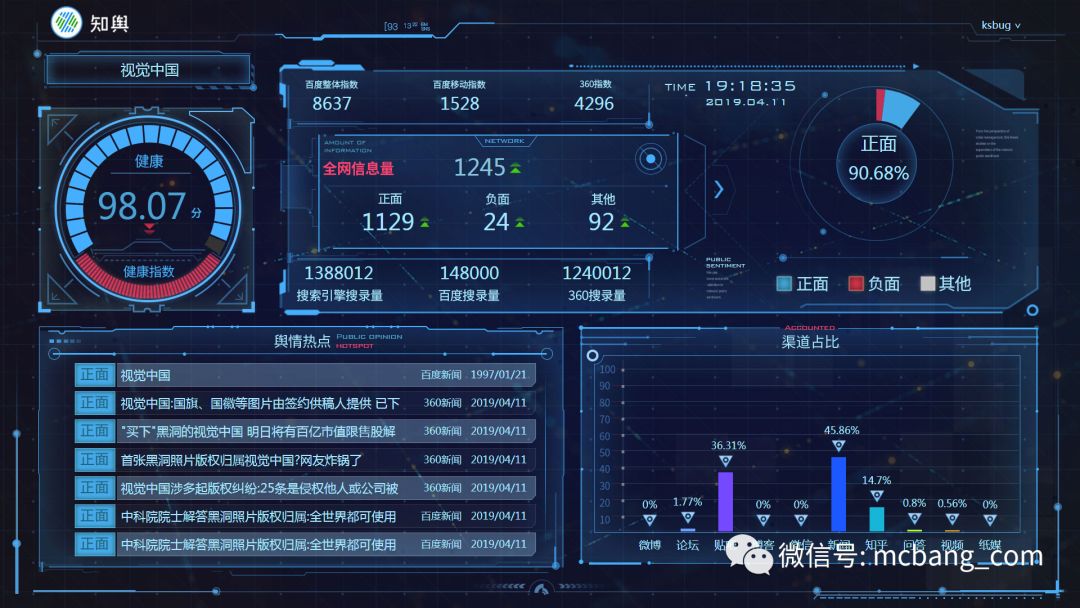 知舆
ksbug
视觉中国
健康
98.07分
健康指数
百度整体指数 百度移动指数 360指数
8637 1528 4296
TIME 19:18:35
2019.04.11
AMOUNT OF
INFORMATION
NETWORK
全网信息量 1245
正面 负面 其他
1129 24 92
1388012 148000 1240012
搜索引擎搜录量 百度搜录量 360搜录量
正面
90.68%
PUBLIC
SENTIMENT
正面 负面 其他
舆情热点 PUBLIC OPINION
HOTSPOT
正面 视觉中国 百度新闻 1997/01/21
正面 视觉中国:国旗、国徽等图片由签约供稿人提供 已下 360新闻 2019/04/11
正面 "买下"黑洞的视觉中国 明日将有百亿市值限售股解 360新闻 2019/04/11
正面 首张黑洞照片版权归属视觉中国?网友炸锅了 360新闻 2019/04/11
正面 视觉中国涉多起版权纠纷:25条是侵权他人或公司被 360新闻 2019/04/11
正面 中科院院士解答黑洞照片版权归属:全世界都可使用 百度新闻 2019/04/11
正面 中科院院士解答黑洞照片版权归属:全世界都可使用 百度新闻 2019/04/11
ACCOUNTED
渠道占比
100
90
80
70
60
50
40
30
20
10
0% 1.77% 36.31% 0% 0% 45.86% 14.7% 0.8% 0.56% 0%
微博 论坛 贴 博客 微信 新闻 知乎 问答 视频 纸媒
微信号: mcbang_com